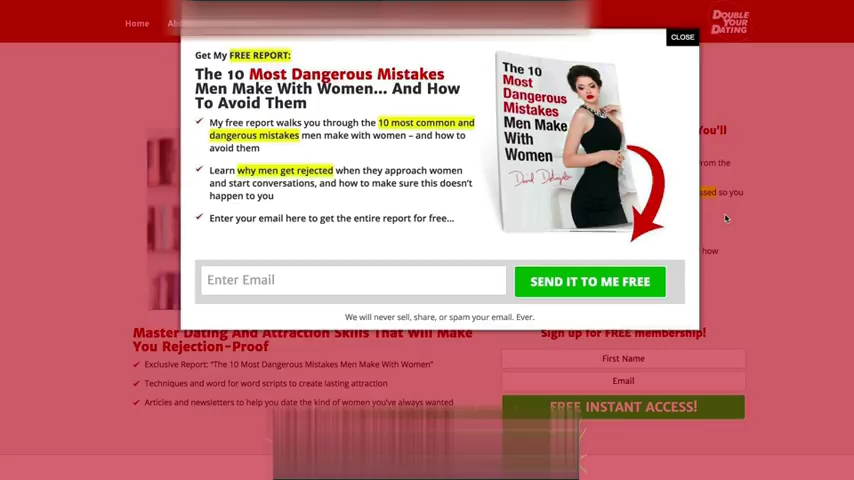 Home
DOUBLE
YOUR
DATING
CLOSE
Get My FREE REPORT:
The 10 Most Dangerous Mistakes
Men Make With Women... And How
To Avoid Them
My free report walks you through the 10 most common and
dangerous mistakes men make with women – and how to
avoid them
Learn why men get rejected when they approach women
and start conversations, and how to make sure this doesn't
happen to you
Enter your email here to get the entire report for free...
The 10
Most
Dangerous
Mistakes
Men Make
With
Women
Enter Email
SEND IT TO ME FREE
We will never sell, share, or spam your email. Ever.
You'll
from the
so you
how
Master Dating And Attraction Skills That Will Make
You Rejection-Proof
Exclusive Report: "The 10 Most Dangerous Mistakes Men Make With Women"
Techniques and word for word scripts to create lasting attraction
Articles and newsletters to help you date the kind of women you've always wanted
Sign up for FREE membership!
First Name
Email
FREE INSTANT ACCESS!